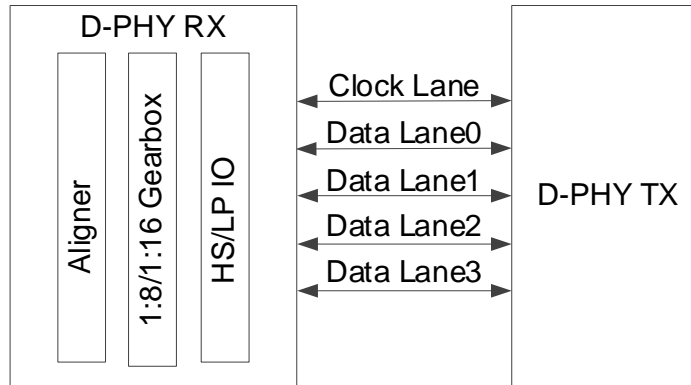 D-PHY RX
Aligner
1:8/1:16 Gearbox
HS/LP IO
Clock Lane
Data Lane0
Data Lane1
Data Lane2
Data Lane3
D-PHY TX